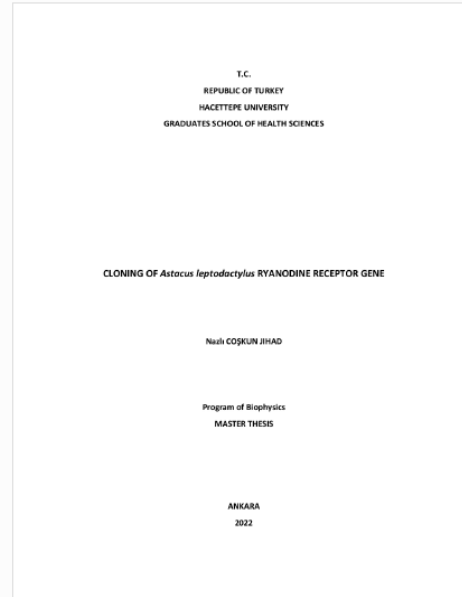 T.C.
REPUBLIC OF TURKEY
HACETTEPE UNIVERSITY
GRADUATES SCHOOL OF HEALTH SCIENCES
CLONING OF Astacus leptodactylus RYANODINE RECEPTOR GENE
Nazlı COŞKUN JIHAD
Program of Biophysics
MASTER THESIS
ANKARA
2022